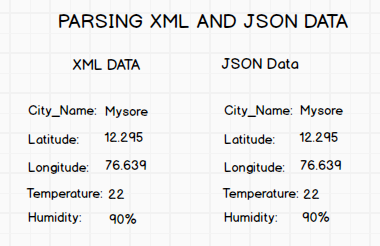 PARSING XML AND JSON DATA
XML DATA JSON Data
City_Name: Mysore City_Name: Mysore
Latitude: 12.295 Latitude: 12.295
Longitude: 76.639 Longitude: 76.639
Temperature: 22 Temperature: 22
Humidity: 90% Humidity: 90%